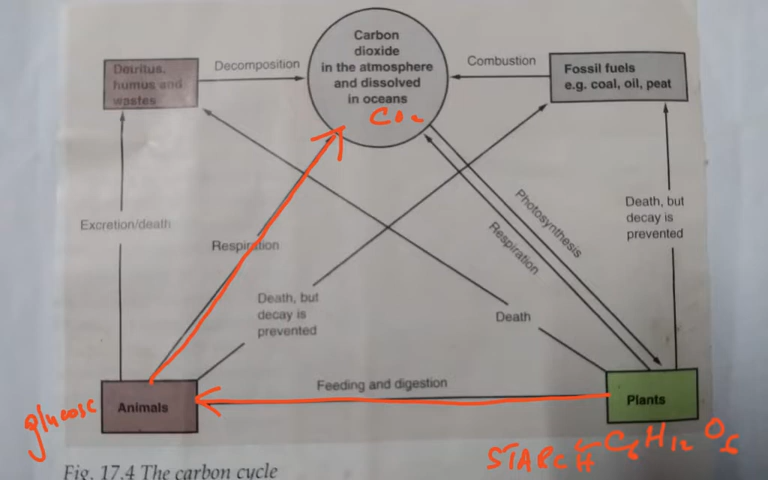 Carbon
dioxide
in the atmosphere
and dissolved
in oceans
CO₂
Detritus,
humus and
wastes
Decomposition
Combustion
Fossil fuels
e.g. coal, oil, peat
Excretion/death
Respiration
Photosynthesis
Respiration
Death, but
decay is
prevented
Death, but
decay is
prevented
Death
Feeding and digestion
glucose
Animals
Plants
STARCH C₆H₁₂O₆
Fig. 17.4 The carbon cycle